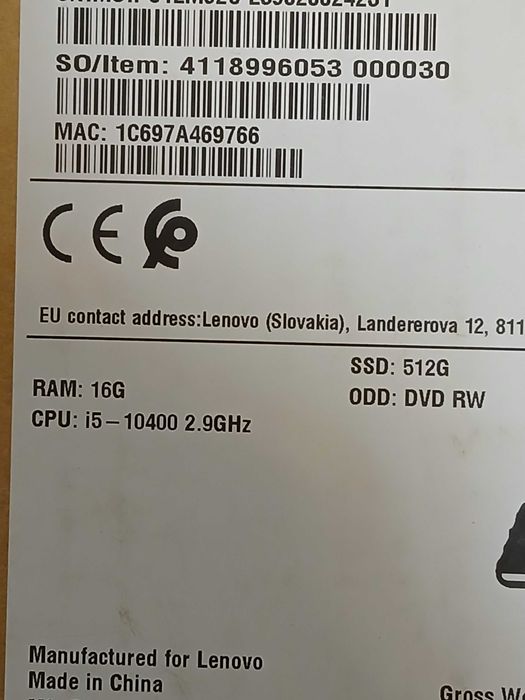 SO/Item: 4118996053 000030
MAC: 1C697A469766
CE
EU contact address:Lenovo (Slovakia), Landererova 12, 811
SSD: 512G
RAM: 16G
ODD: DVD RW
CPU: i5-10400 2.9GHz
Manufactured for Lenovo
Made in China
Gross